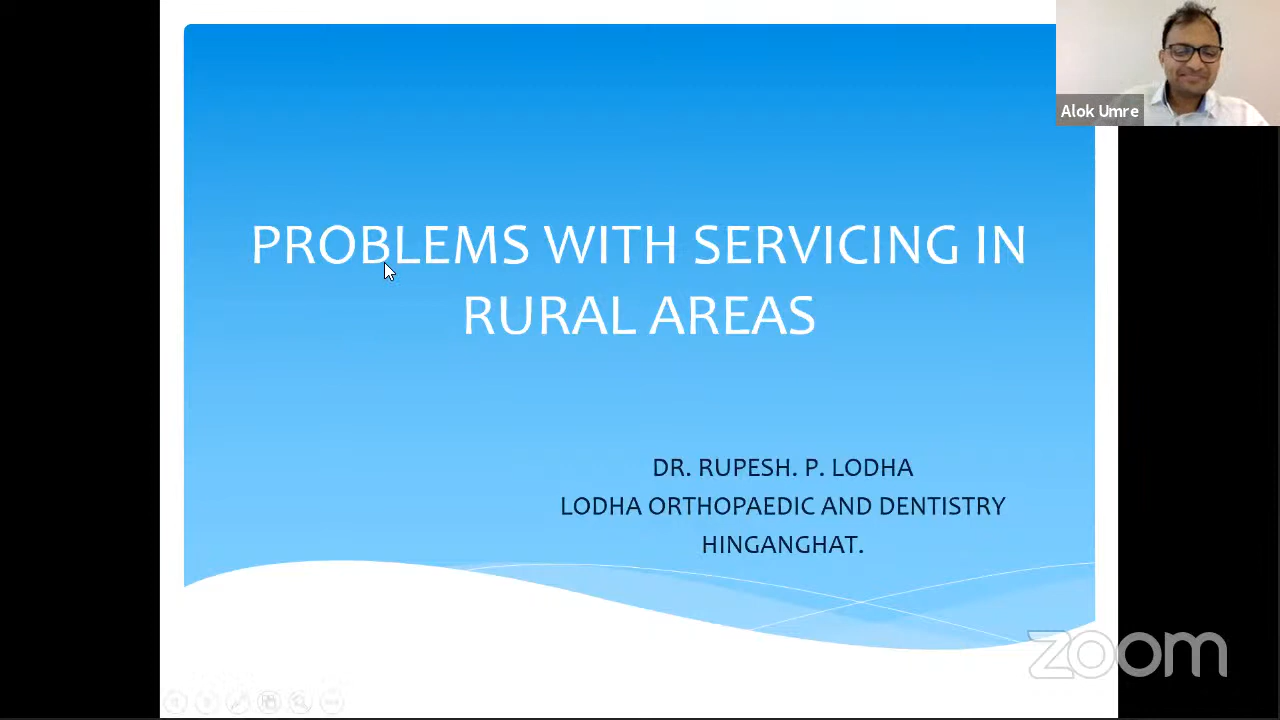 Alok Umre
PROBLEMS WITH SERVICING IN
RURAL AREAS
DR. RUPESH. P. LODHA
LODHA ORTHOPAEDIC AND DENTISTRY
HINGANGHAT.
zoom